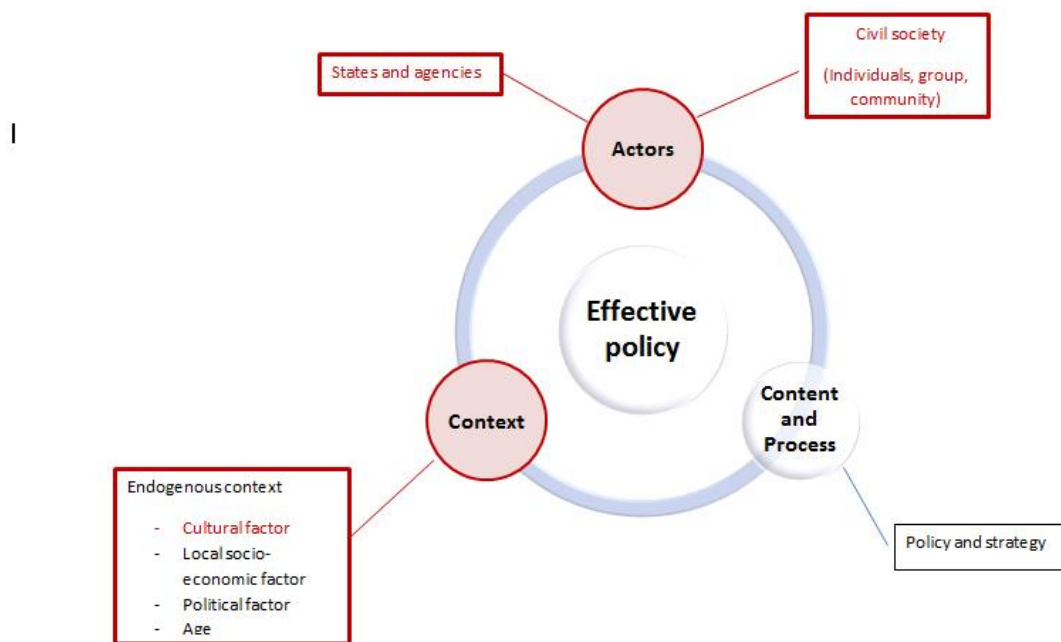 Civil society
(Individuals, group,
community)
States and agencies
I
Actors
Effective
policy
Content
and
Process
Context
Endogenous context
- Cultural factor
- Local socio-
economic factor
- Political factor
- Age
Policy and strategy